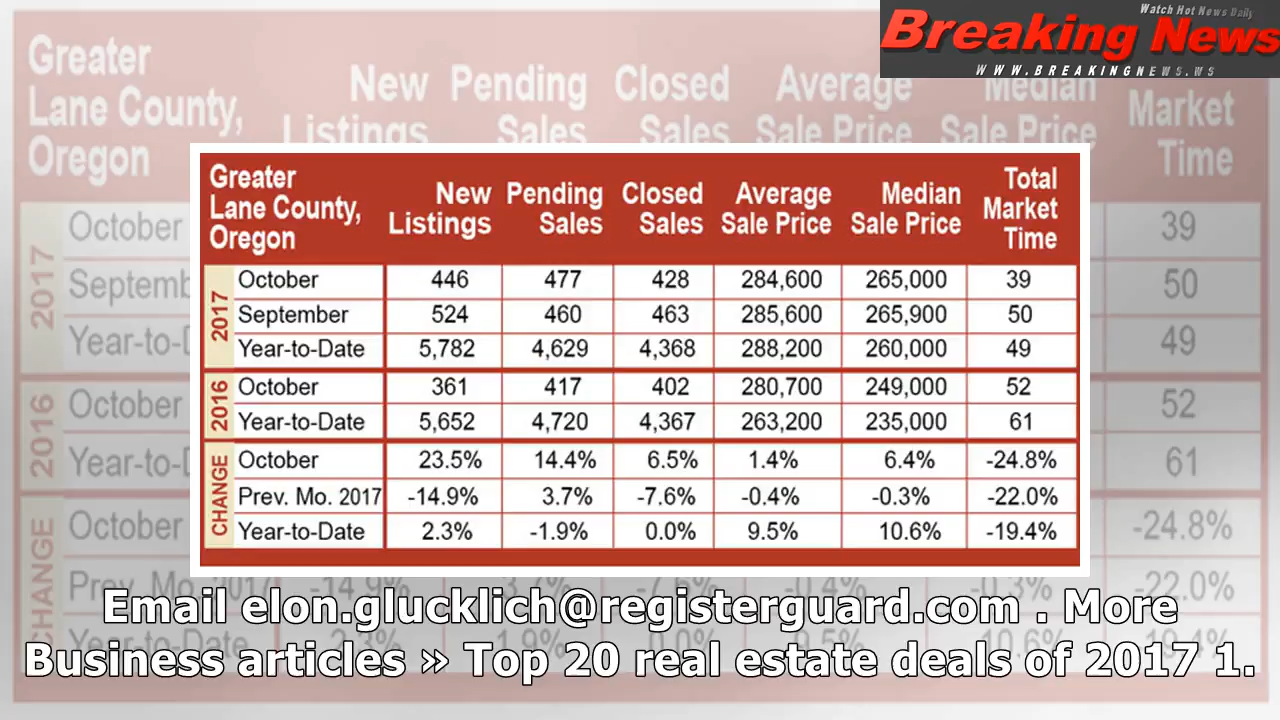 Watch Hot News Daily
Breaking News
WWW.BREAKINGNEWS.WS
Greater
Lane County,
Oregon
New
Listings
Pending
Sales
Closed
Sales
Average
Sale Price
Median
Sale Price
Total
Market
Time
2017
October 446 477 428 284,600 265,000 39
September 524 460 463 285,600 265,900 50
Year-to-Date 5,782 4,629 4,368 288,200 260,000 49
2016
October 361 417 402 280,700 249,000 52
Year-to-Date 5,652 4,720 4,367 263,200 235,000 61
CHANGE
October 23.5% 14.4% 6.5% 1.4% 6.4% -24.8%
Prev. Mo. 2017 -14.9% 3.7% -7.6% -0.4% -0.3% -22.0%
Year-to-Date 2.3% -1.9% 0.0% 9.5% 10.6% -19.4%
Email elon.glucklich@registerguard.com . More
Business articles » Top 20 real estate deals of 2017 1.